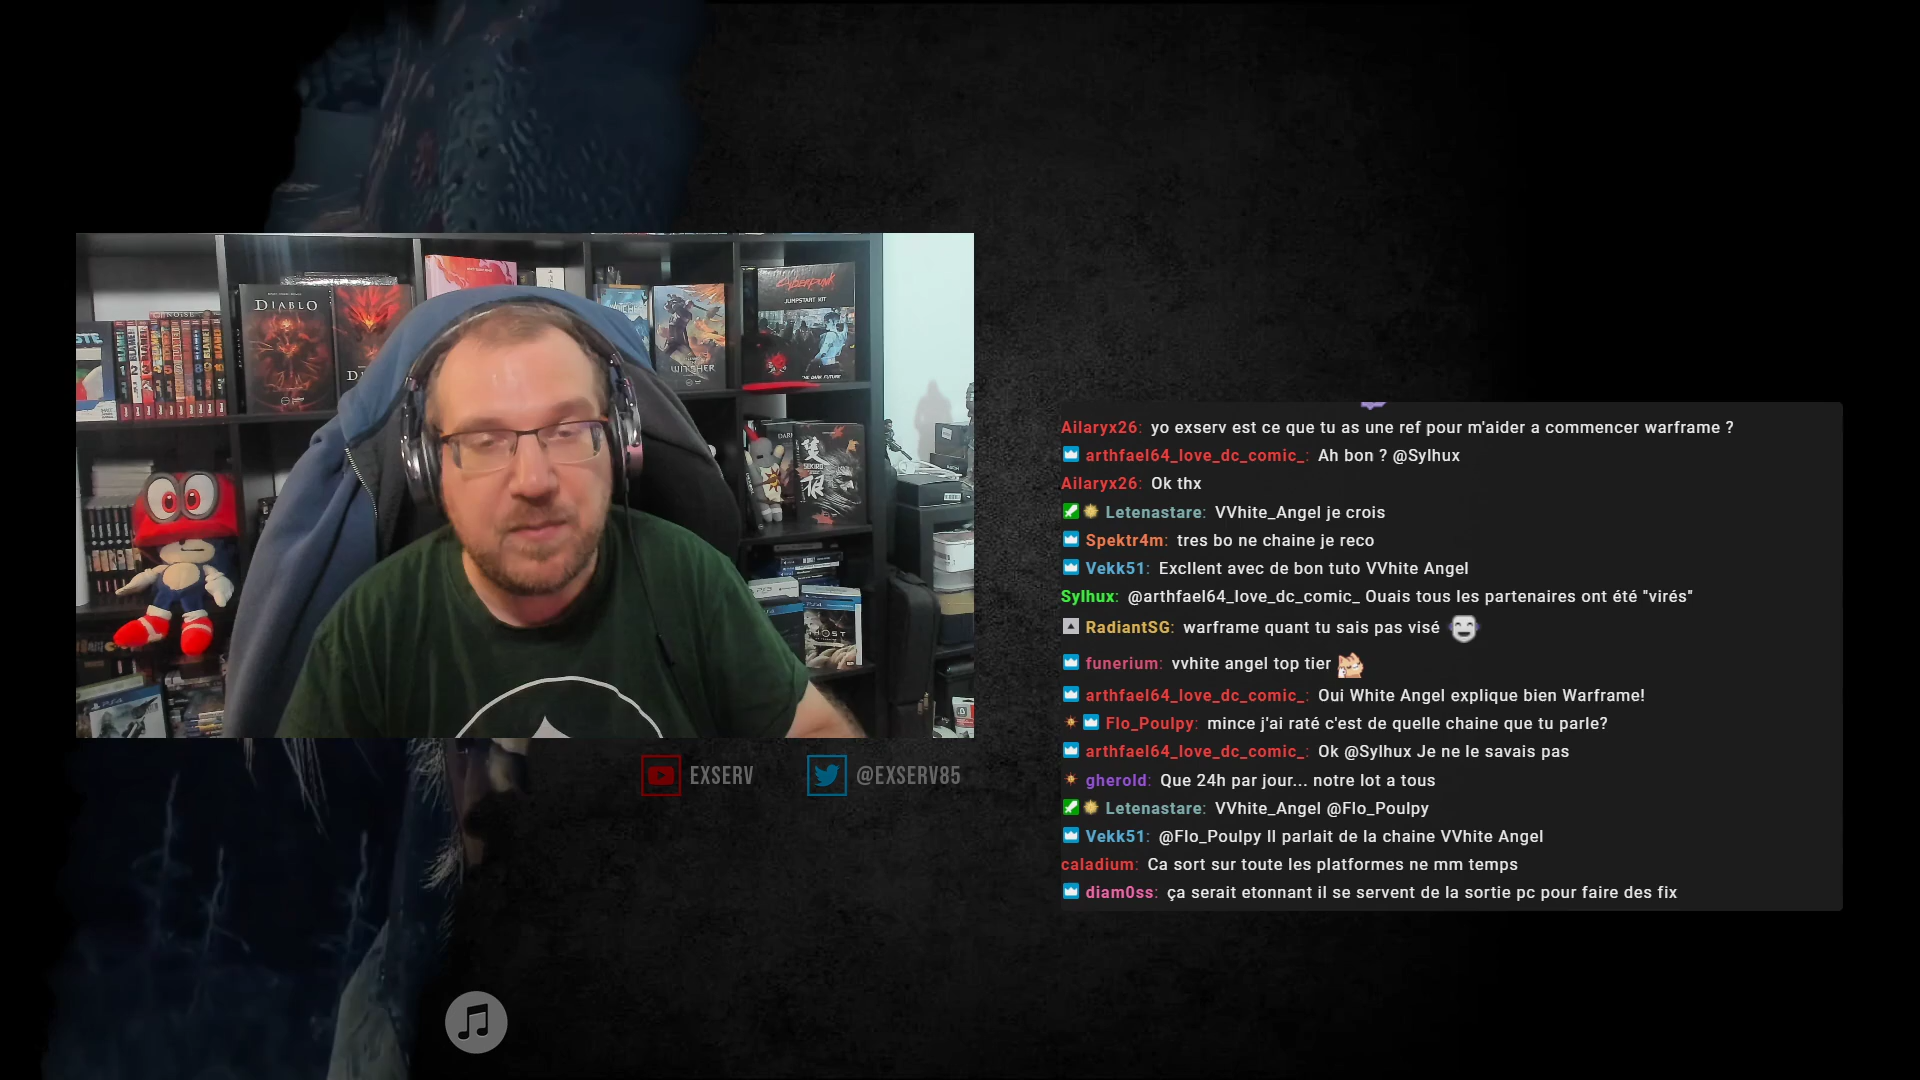 DIABLO
WITCHER
Cyberpunk
JUMPSTART KIT
BLAME
PS4
GHOST
EXSERV
@EXSERV85
Ailaryx26: yo exserv est ce que tu as une ref pour m'aider a commencer warframe ?
arthfael64_love_dc_comic_: Ah bon ? @Sylhux
Ailaryx26: Ok thx
Letenastare: VVhite_Angel je crois
Spektr4m: tres bo ne chaine je reco
Vekk51: Excllent avec de bon tuto VVhite Angel
Sylhux: @arthfael64_love_dc_comic_ Ouais tous les partenaires ont été "virés"
RadiantSG: warframe quant tu sais pas visé
funerium: vvhite angel top tier
arthfael64_love_dc_comic_: Oui White Angel explique bien Warframe!
Flo_Poulpy: mince j'ai raté c'est de quelle chaine que tu parle?
arthfael64_love_dc_comic_: Ok @Sylhux Je ne le savais pas
gherold: Que 24h par jour... notre lot a tous
Letenastare: VVhite_Angel @Flo_Poulpy
Vekk51: @Flo_Poulpy Il parlait de la chaine VVhite Angel
caladium: Ca sort sur toute les platformes ne mm temps
diam0ss: ça serait etonnant il se servent de la sortie pc pour faire des fix